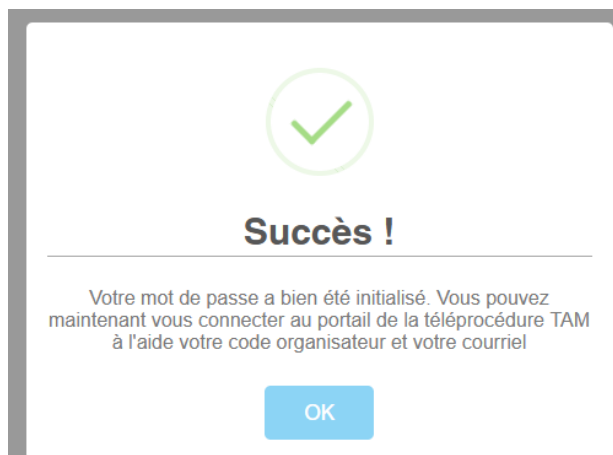 Succès !
Votre mot de passe a bien été initialisé. Vous pouvez
maintenant vous connecter au portail de la téléprocédure TAM
à l'aide votre code organisateur et votre courriel
OK